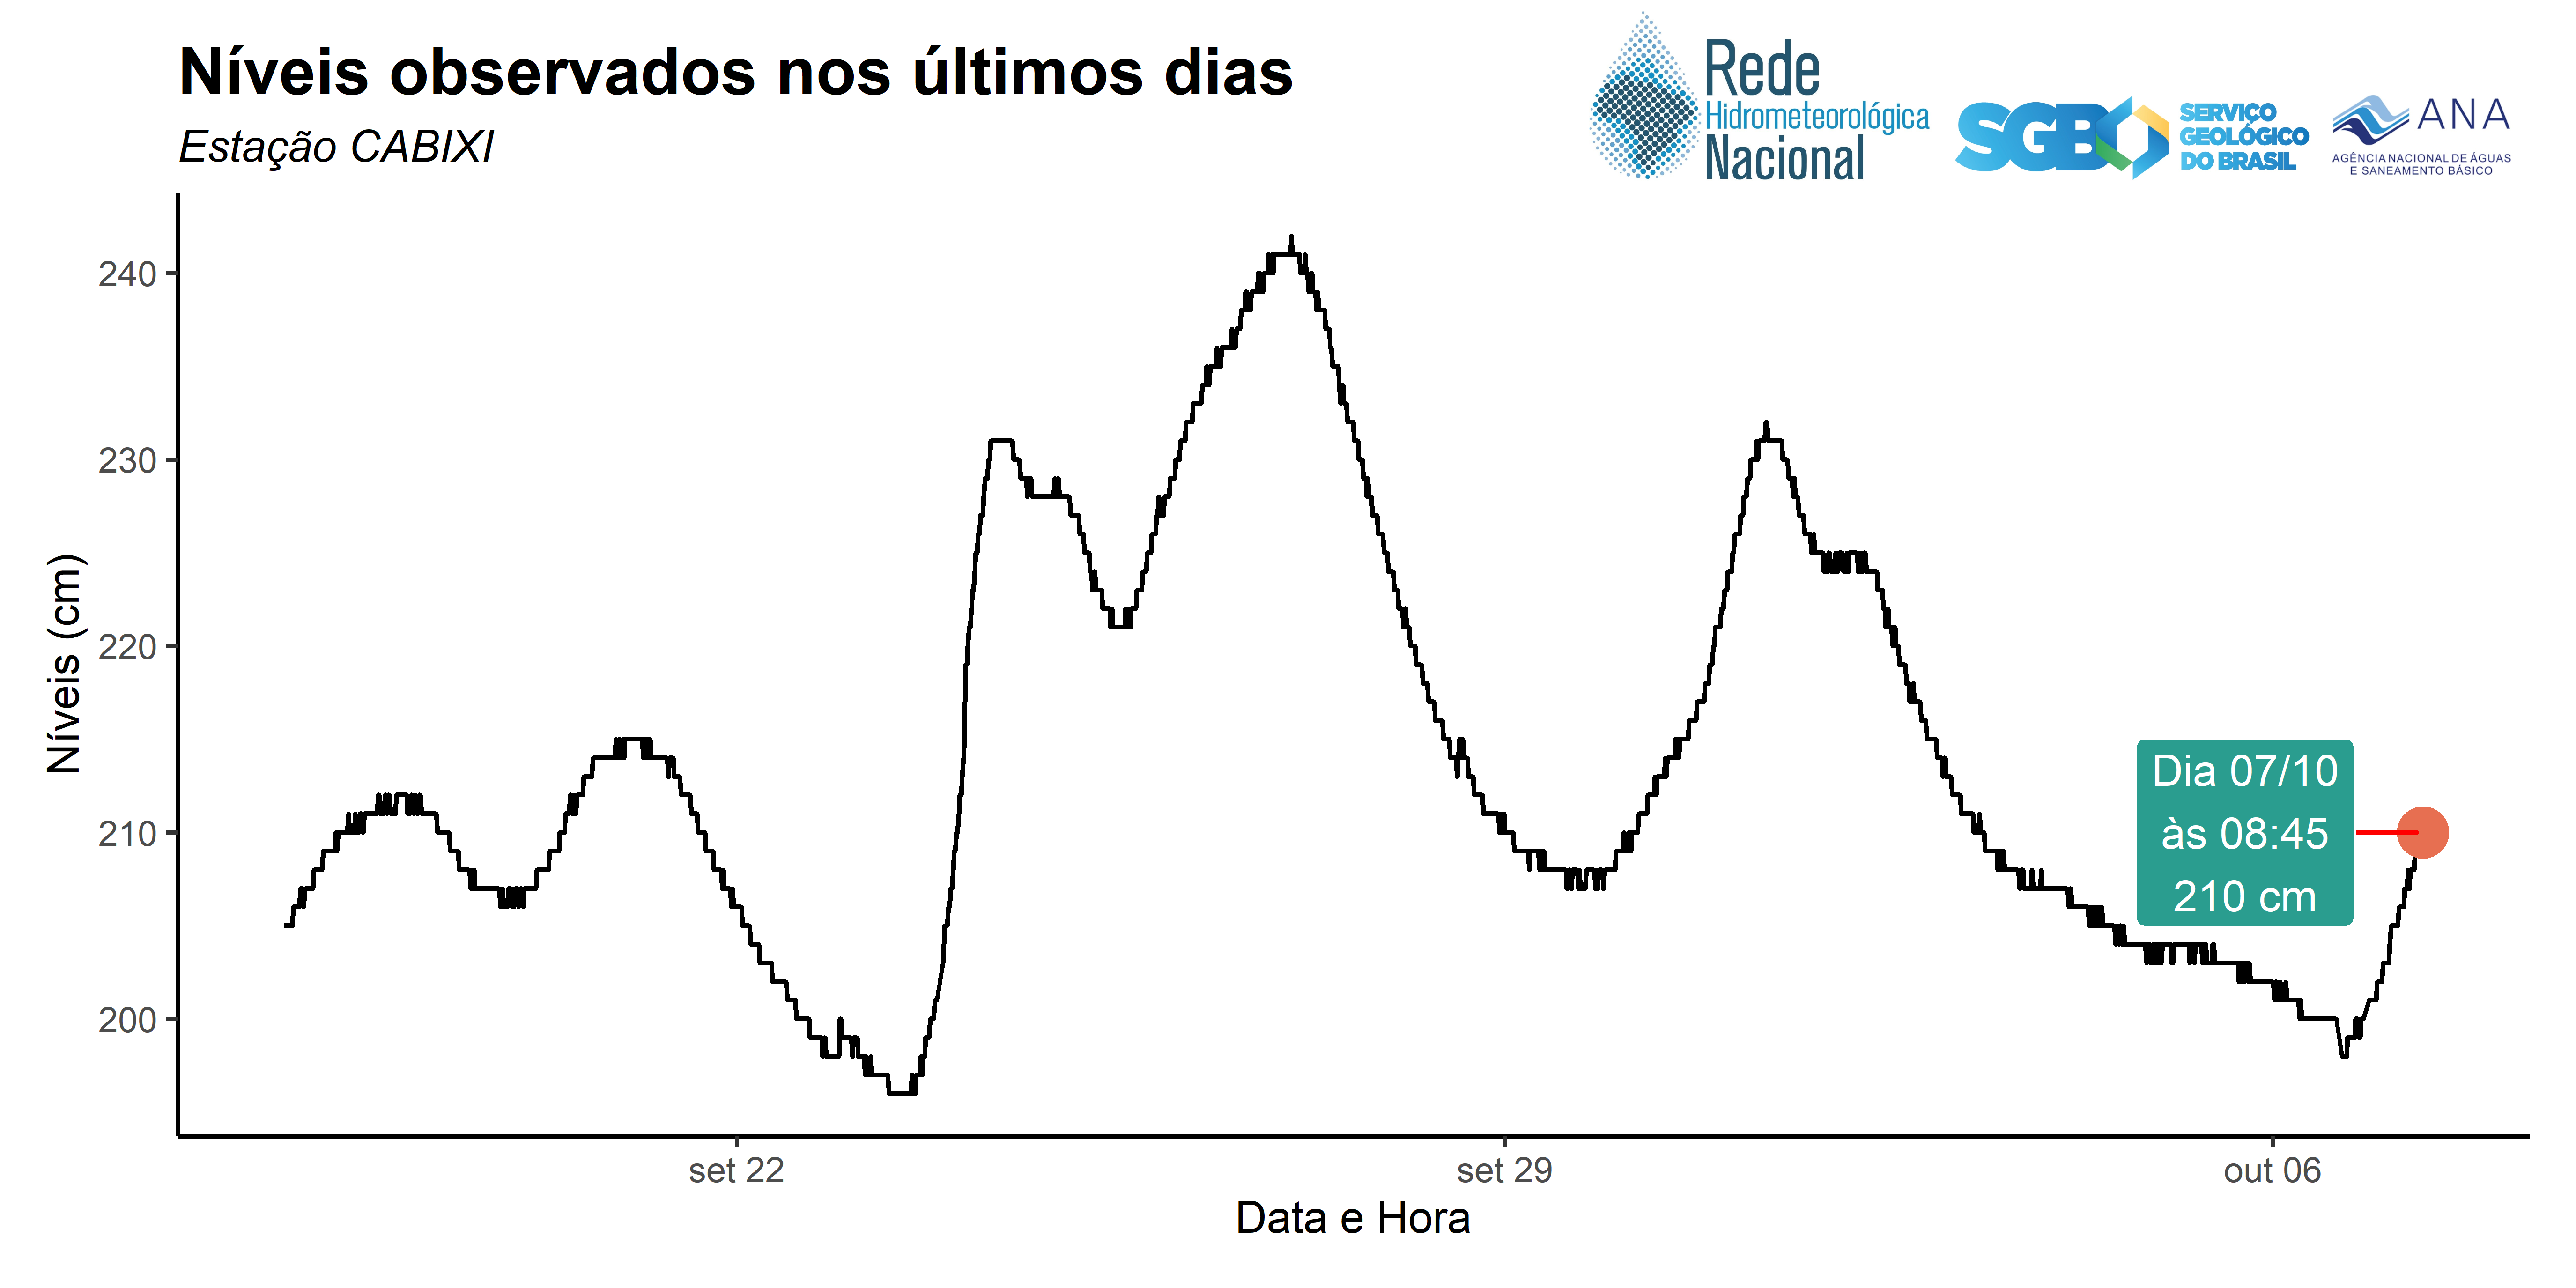 Níveis observados nos últimos dias
Estação CABIXI
Rede
Hidrometeorológica
Nacional
SGB
SERVIÇO
GEOLÓGICO
DO BRASIL
ANA
AGÊNCIA NACIONAL DE ÁGUAS
E SANEAMENTO BÁSICO
Níveis (cm)
240
230
220
210
200
Dia 07/10
às 08:45
210 cm
set 22
set 29
out 06
Data e Hora